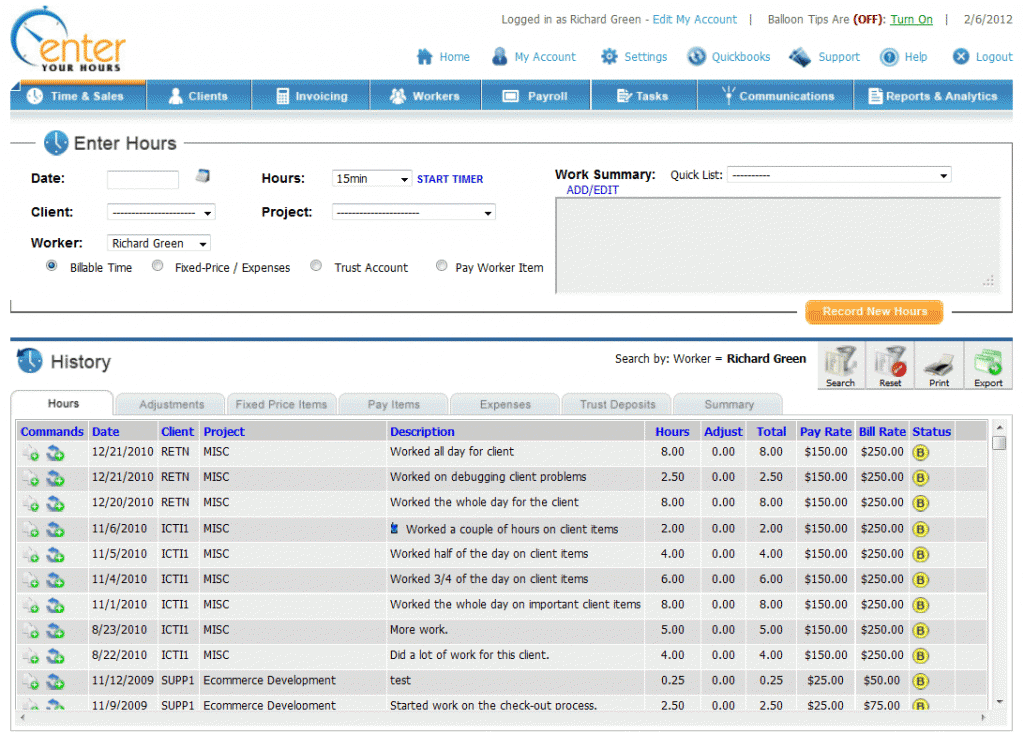 Logged in as Richard Green - Edit My Account | Balloon Tips Are (OFF): Turn On | 2/6/2012
enter
YOUR HOURS
Home My Account Settings Quickbooks Support Help Logout
Time & Sales Clients Invoicing Workers Payroll Tasks Communications Reports & Analytics
Enter Hours
Date: Hours: 15min START TIMER Work Summary: Quick List: ----------
ADD/EDIT
Client: ---------------------- Project: ----------------------
Worker: Richard Green
Billable Time Fixed-Price / Expenses Trust Account Pay Worker Item
Record New Hours
History Search by: Worker = Richard Green
Search Reset Print Export
Hours Adjustments Fixed Price Items Pay Items Expenses Trust Deposits Summary
Commands Date Client Project Description Hours Adjust Total Pay Rate Bill Rate Status
12/21/2010 RETN MISC Worked all day for client 8.00 0.00 8.00 $150.00 $250.00 B
12/21/2010 RETN MISC Worked on debugging client problems 2.50 0.00 2.50 $150.00 $250.00 B
12/20/2010 RETN MISC Worked the whole day for the client 8.00 0.00 8.00 $150.00 $250.00 B
11/6/2010 ICTI1 MISC Worked a couple of hours on client items 2.00 0.00 2.00 $150.00 $250.00 B
11/5/2010 ICTI1 MISC Worked half of the day on client items 4.00 0.00 4.00 $150.00 $250.00 B
11/4/2010 ICTI1 MISC Worked 3/4 of the day on client items 6.00 0.00 6.00 $150.00 $250.00 B
11/1/2010 ICTI1 MISC Worked the whole day on important client items 8.00 0.00 8.00 $150.00 $250.00 B
8/23/2010 ICTI1 MISC More work. 5.00 0.00 5.00 $150.00 $250.00 B
8/22/2010 ICTI1 MISC Did a lot of work for this client. 4.00 0.00 4.00 $150.00 $250.00 B
11/12/2009 SUPP1 Ecommerce Development test 0.25 0.00 0.25 $25.00 $50.00 B
11/9/2009 SUPP1 Ecommerce Development Started work on the check-out process. 2.50 0.00 2.50 $25.00 $75.00 B